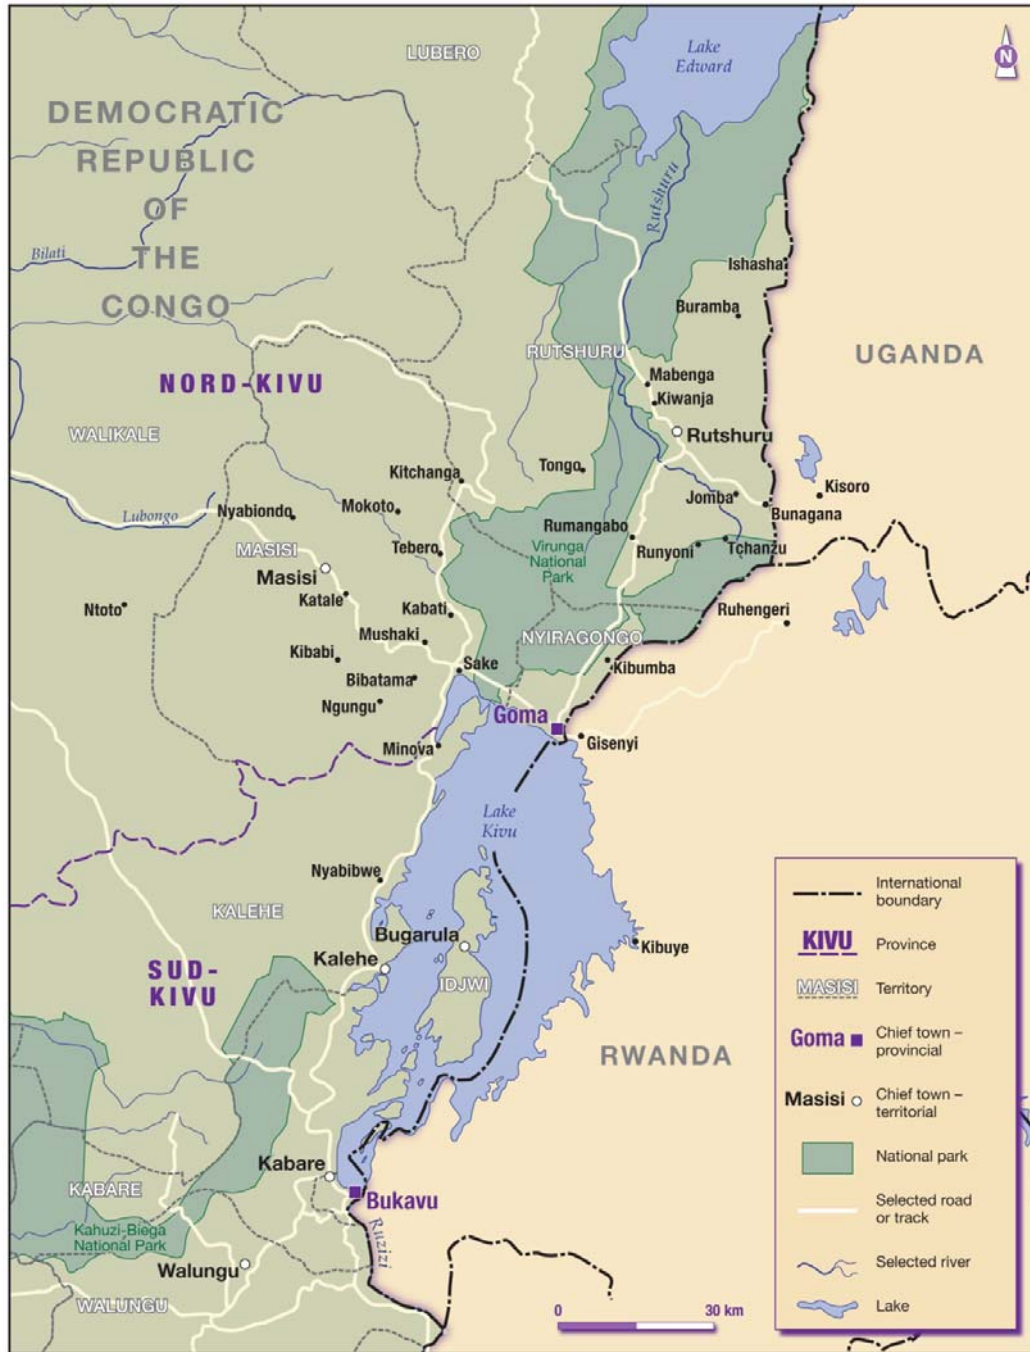 LUBERO
Lake
Edward
N
DEMOCRATIC
REPUBLIC
OF
THE
CONGO
Bilati
Rutshuru
Ishasha
Buramba
RUTSHURU
UGANDA
NORD-KIVU
Mabenga
Kiwanja
WALIKALE
Rutshuru
Kitchanga
Tongo
Kisoro
Jomba
Lubongo
Nyabiondo
Mokoto
Bunagana
Rumangabo
MASISI
Tebero
Virunga
National
Park
Runyoni
Tchanzu
Masisi
Katale
Ntoto
Kabati
Ruhengeri
Mushaki
NYIRAGONGO
Kibabi
Sake
Kibumba
Bibatama
Ngungu
Goma
Minova
Gisenyi
Lake
Kivu
Nyabibwe
KALEHE
Bugarula
Kibuye
Kalehe
SUD-
KIVU
IDJWI
RWANDA
Kabare
KABARE
Bukavu
Kahuzi-Biega
National Park
Ruzizi
Walungu
WALUNGU
0 30 km
International
boundary
KIVU Province
MASISI Territory
Goma Chief town –
provincial
Masisi Chief town –
territorial
National park
Selected road
or track
Selected river
Lake